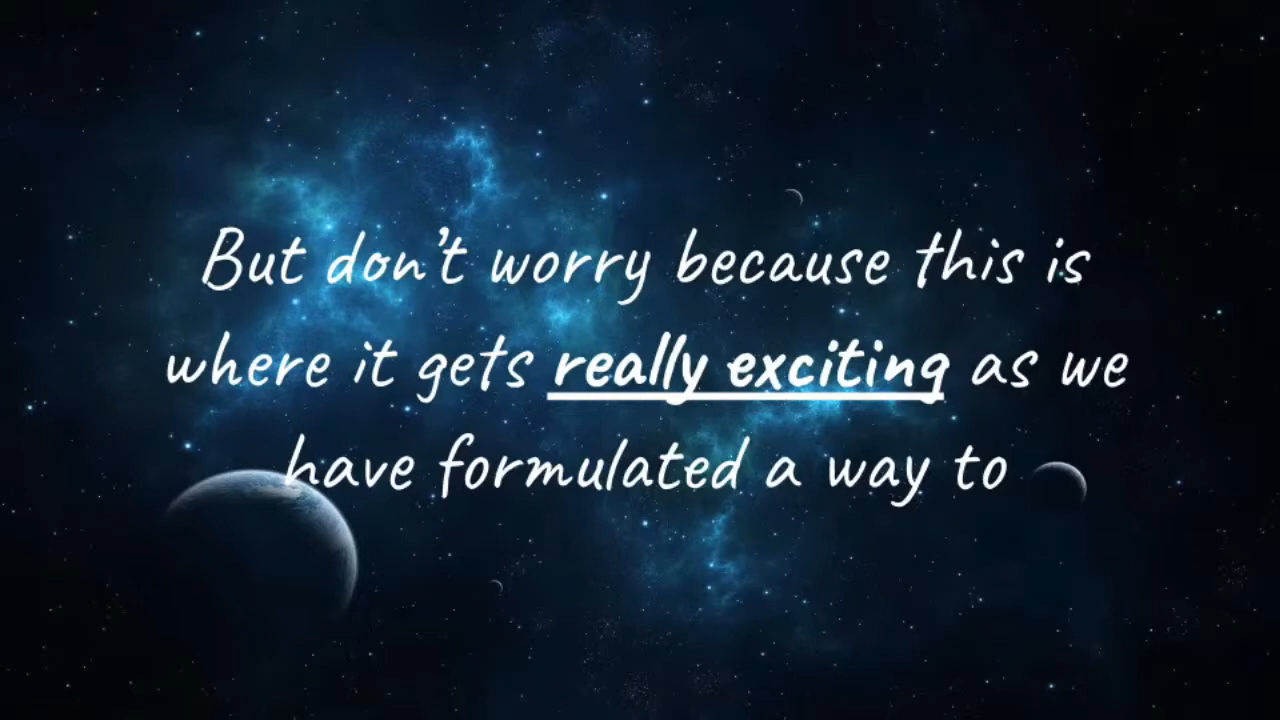 But don't worry because this is
where it gets really exciting as we
have formulated a way to